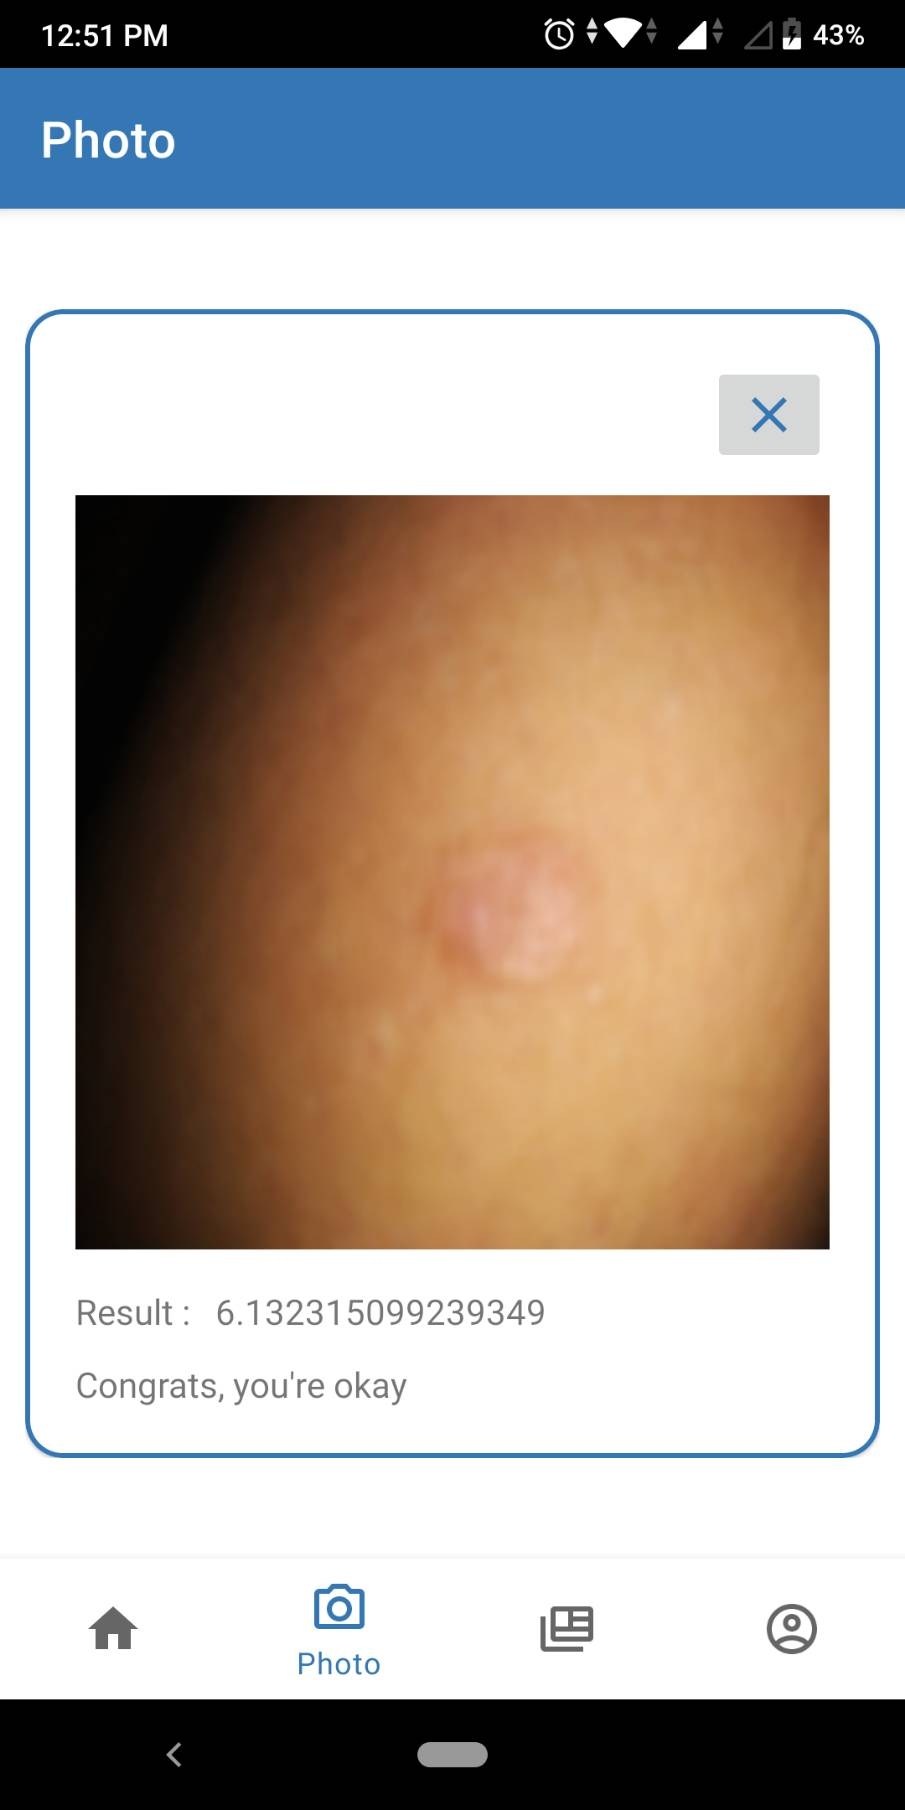 12:51 PM
43%
Photo
Result : 6.132315099239349
Congrats, you're okay
Photo